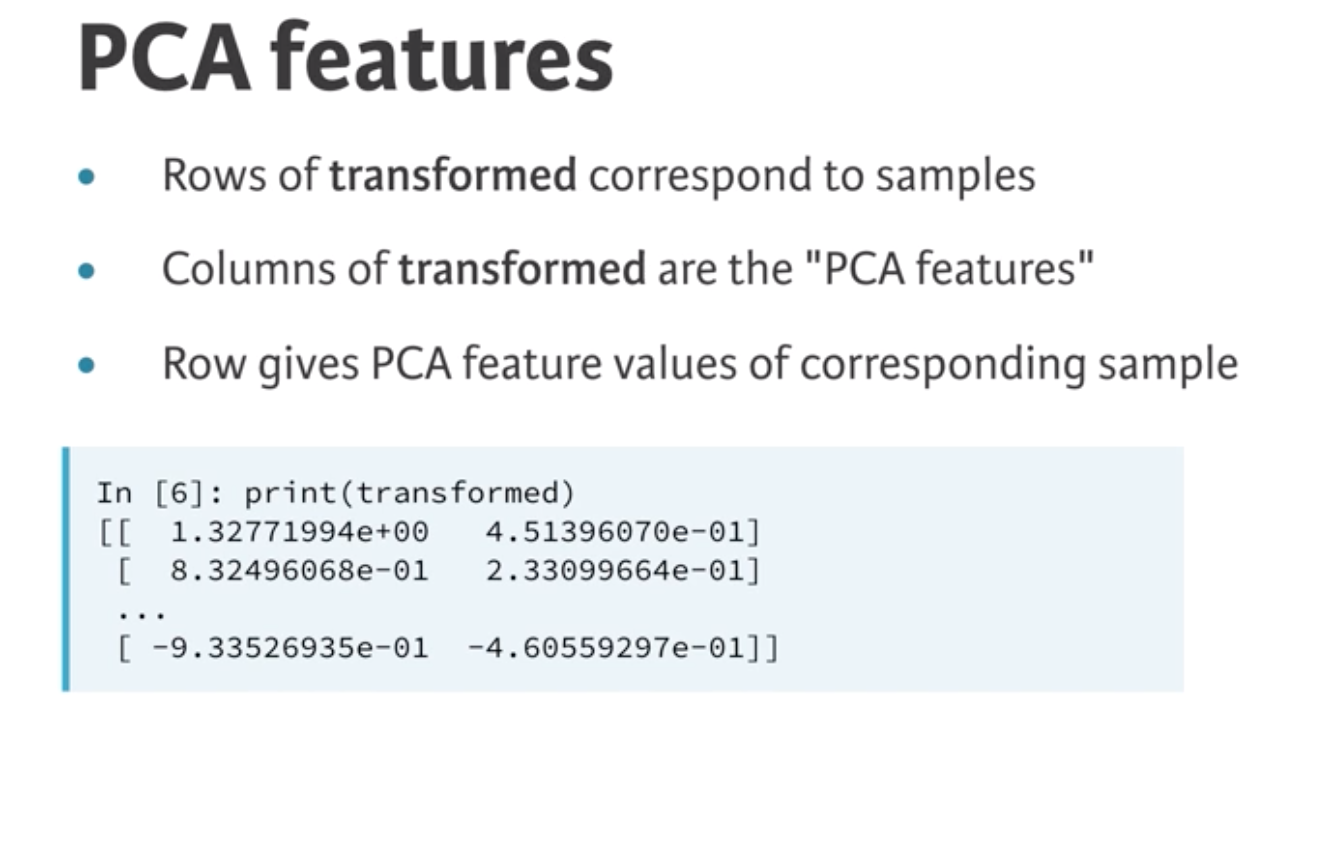 PCA features
• Rows of transformed correspond to samples
• Columns of transformed are the "PCA features"
• Row gives PCA feature values of corresponding sample
In [6]: print(transformed)
[[  1.32771994e+00   4.51396070e-01]
 [  8.32496068e-01   2.33099664e-01]
 ...
 [ -9.33526935e-01  -4.60559297e-01]]